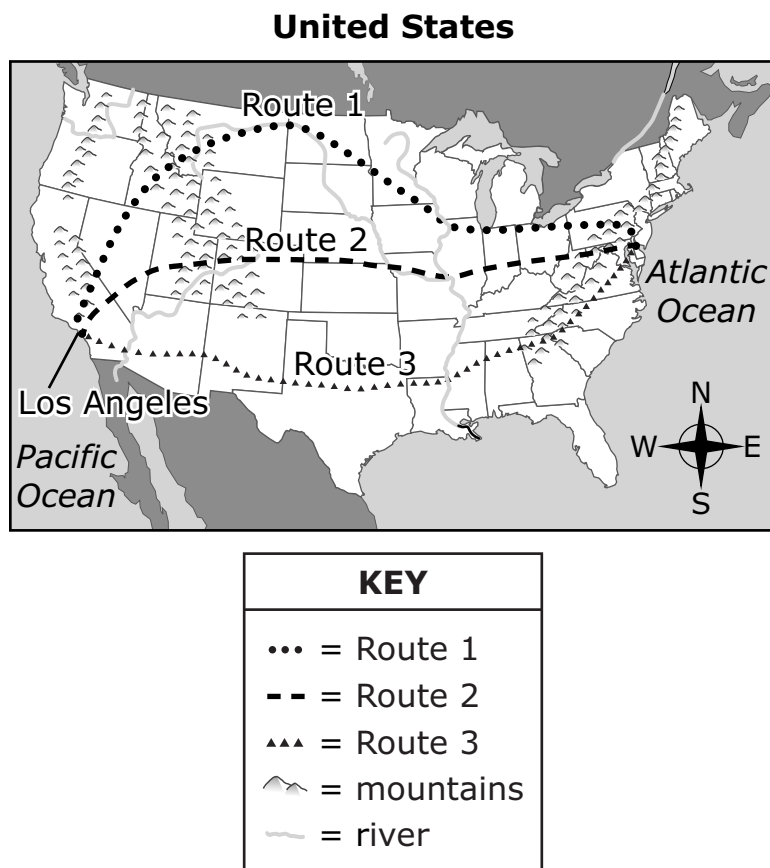 United States
Route 1
Route 2
Atlantic
Ocean
Route 3
Los Angeles
Pacific
Ocean
N
W
E
S
KEY
= Route 1
= Route 2
= Route 3
= mountains
= river